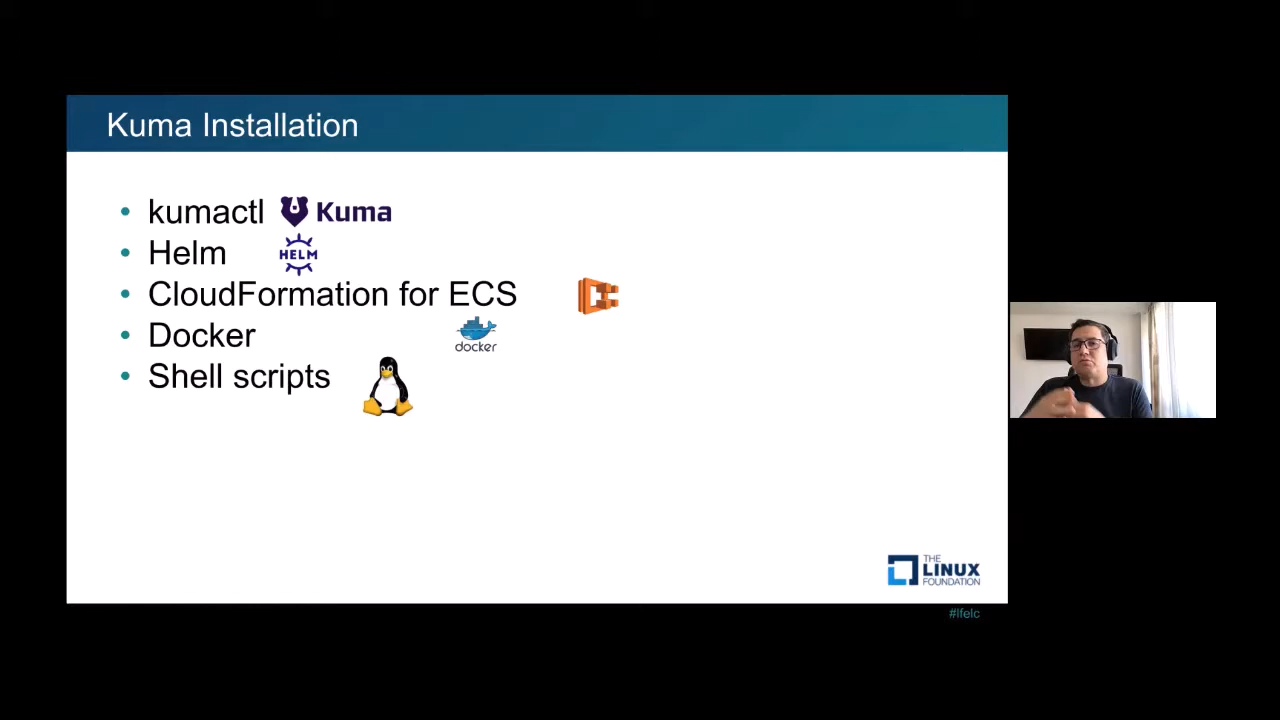 Kuma Installation
• kumactl Kuma
• Helm HELM
• CloudFormation for ECS
• Docker docker
• Shell scripts
THE
LINUX
FOUNDATION
#lfelc